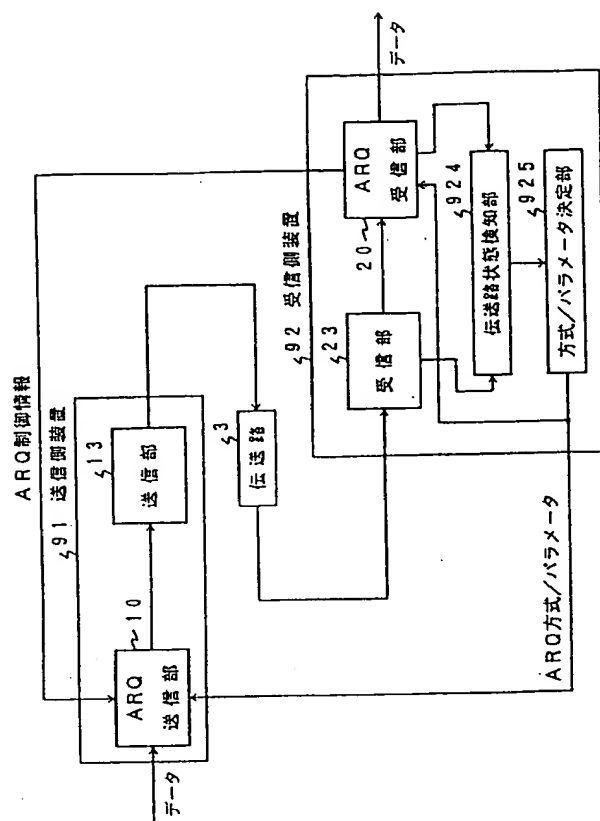 ARQ制御情報
91 送信側装置
データ
ARQ
送信部
10
13
送信部
3
伝送路
92 受信側装置
23
受信部
20
ARQ
受信部
データ
924
伝送路状態検知部
925
方式/パラメータ決定部
ARQ方式/パラメータ